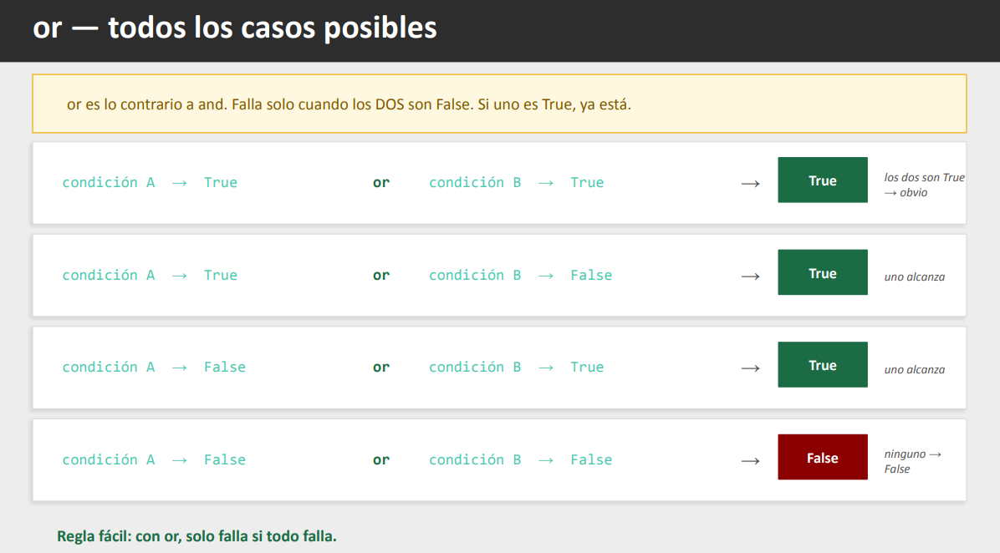 or — todos los casos posibles
or es lo contrario a and. Falla solo cuando los DOS son False. Si uno es True, ya está.
condición A → True or condición B → True → True los dos son True
→ obvio
condición A → True or condición B → False → True uno alcanza
condición A → False or condición B → True → True uno alcanza
condición A → False or condición B → False → False ninguno →
False
Regla fácil: con or, solo falla si todo falla.